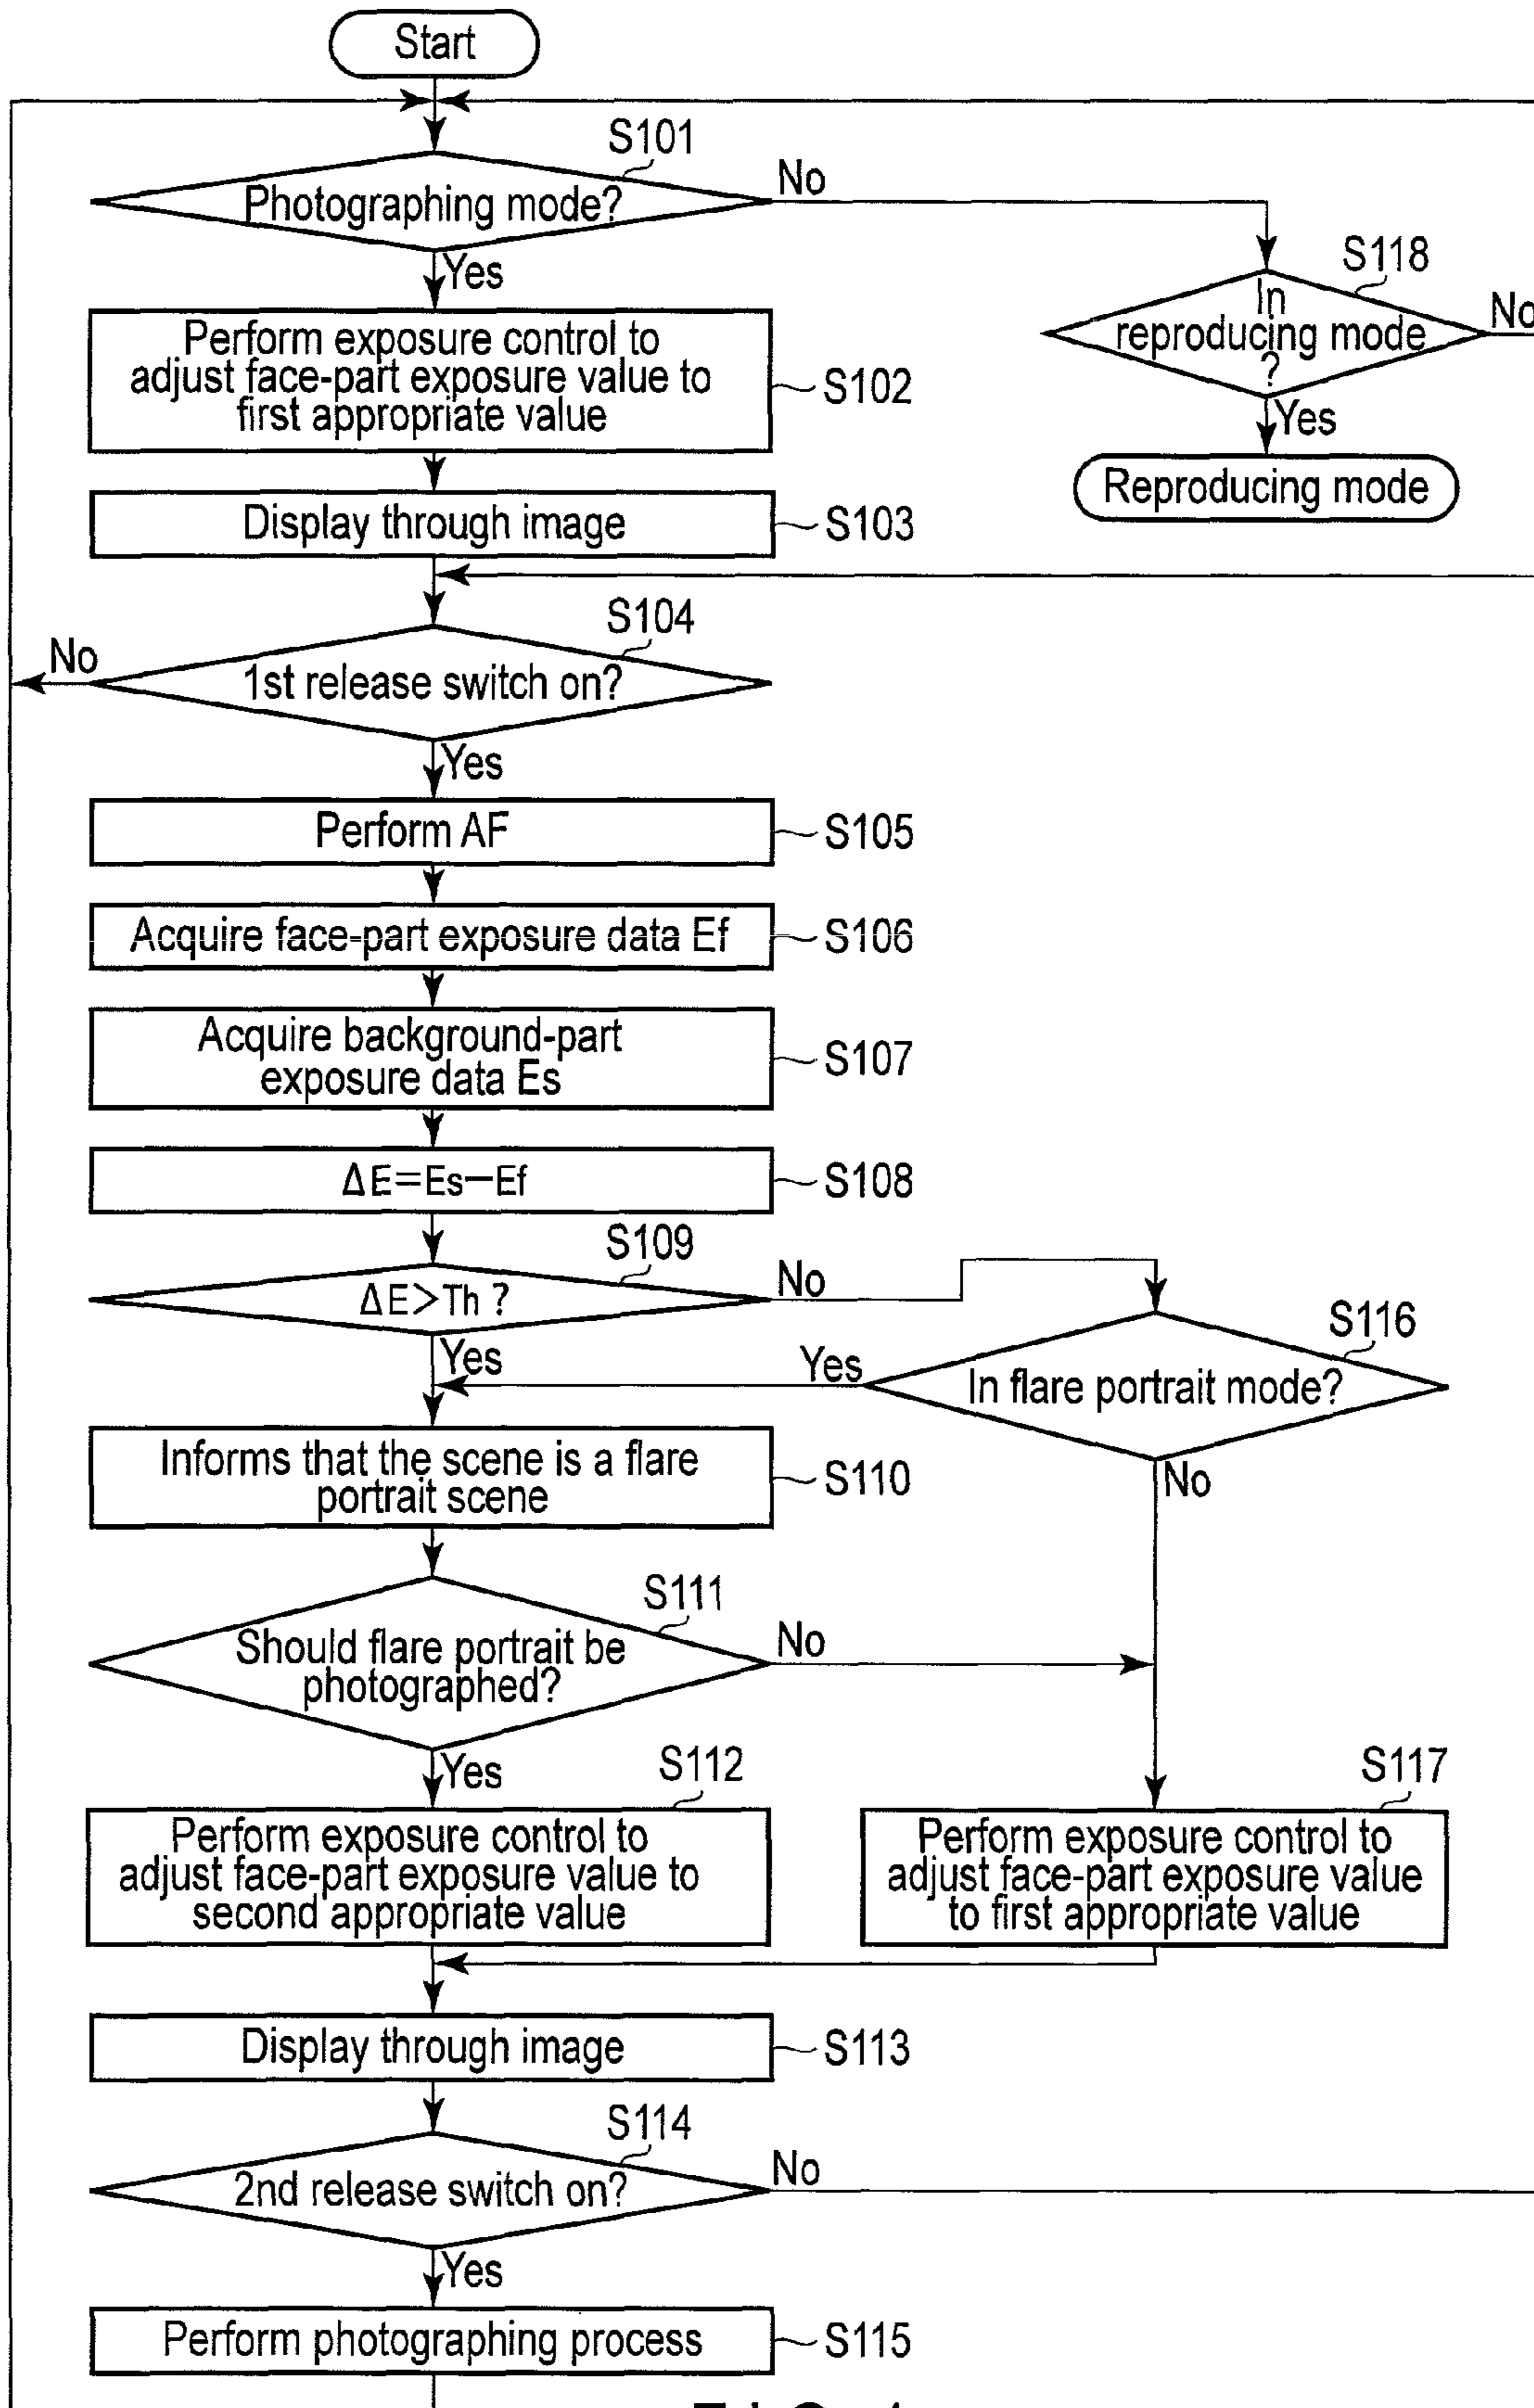 Start
S101
Photographing mode?
No
Yes
S118
In
reproducing mode
?
No
Yes
Reproducing mode
Perform exposure control to
adjust face-part exposure value to
first appropriate value
S102
Display through image
S103
S104
1st release switch on?
No
Yes
Perform AF
S105
Acquire face-part exposure data Ef
S106
Acquire background-part
exposure data Es
S107
ΔE=Es−Ef
S108
S109
ΔE>Th ?
No
Yes
S116
In flare portrait mode?
Yes
No
Informs that the scene is a flare
portrait scene
S110
S111
Should flare portrait be
photographed?
No
Yes
S112
Perform exposure control to
adjust face-part exposure value to
second appropriate value
S117
Perform exposure control to
adjust face-part exposure value
to first appropriate value
Display through image
S113
S114
2nd release switch on?
No
Yes
Perform photographing process
S115